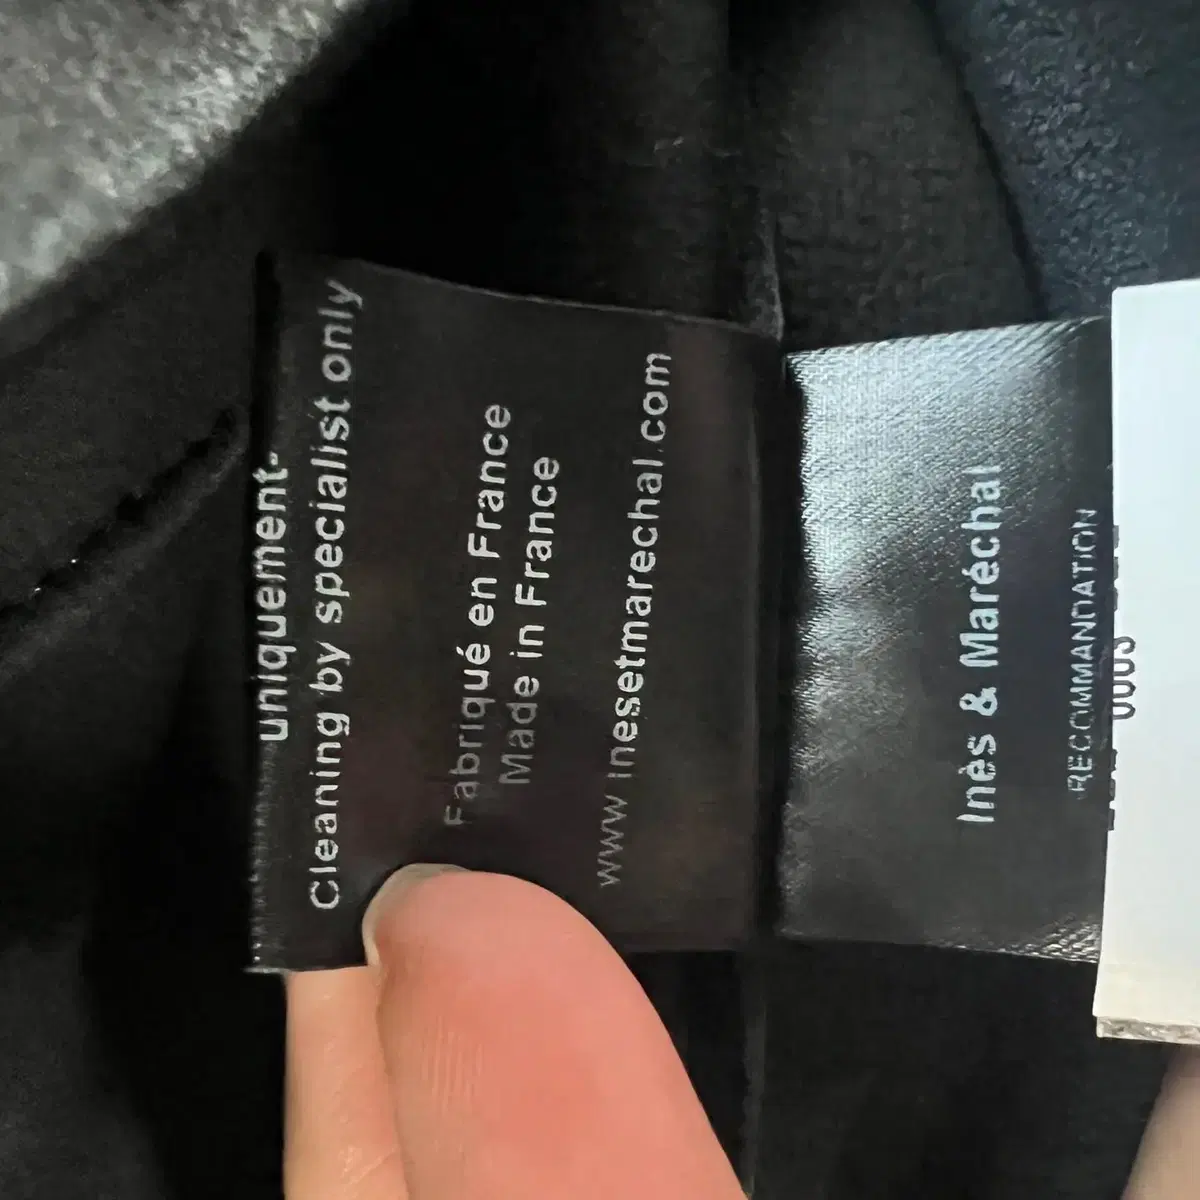 uniquement-
Cleaning by specialist only
Fabriqué en France
Made in France
www.inesetmarechal.com
Inès & Maréchal
RECOMMANDATION